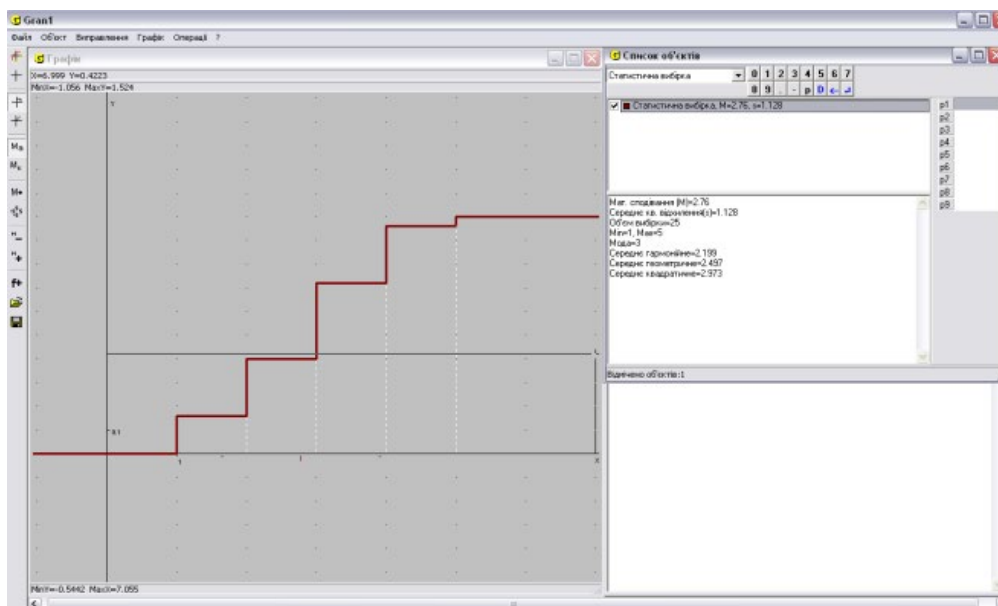 Gran1
Файл Об'єкт Виправлення Графік Операції ?
Графік
X=6.999 Y=0.4223
MinX=-1.056 MaxY=1.524
Y
0.1
1
X
MinY=-0.5442 MaxX=7.055
Список об'єктів
Статистична вибірка
0 1 2 3 4 5 6 7
8 9 . - p D
Статистична вибірка, M=2.76, s=1.128
p1
p2
p3
p4
p5
p6
p7
p8
p9
Мат. сподівання (M)=2.76
Середнє кв. відхилення(s)=1.128
Об'єм вибірки=25
Min=1, Max=5
Мода=3
Середнє гармонійне=2.199
Середнє геометричне=2.497
Середнє квадратичне=2.973
Відмічено об'єктів:1